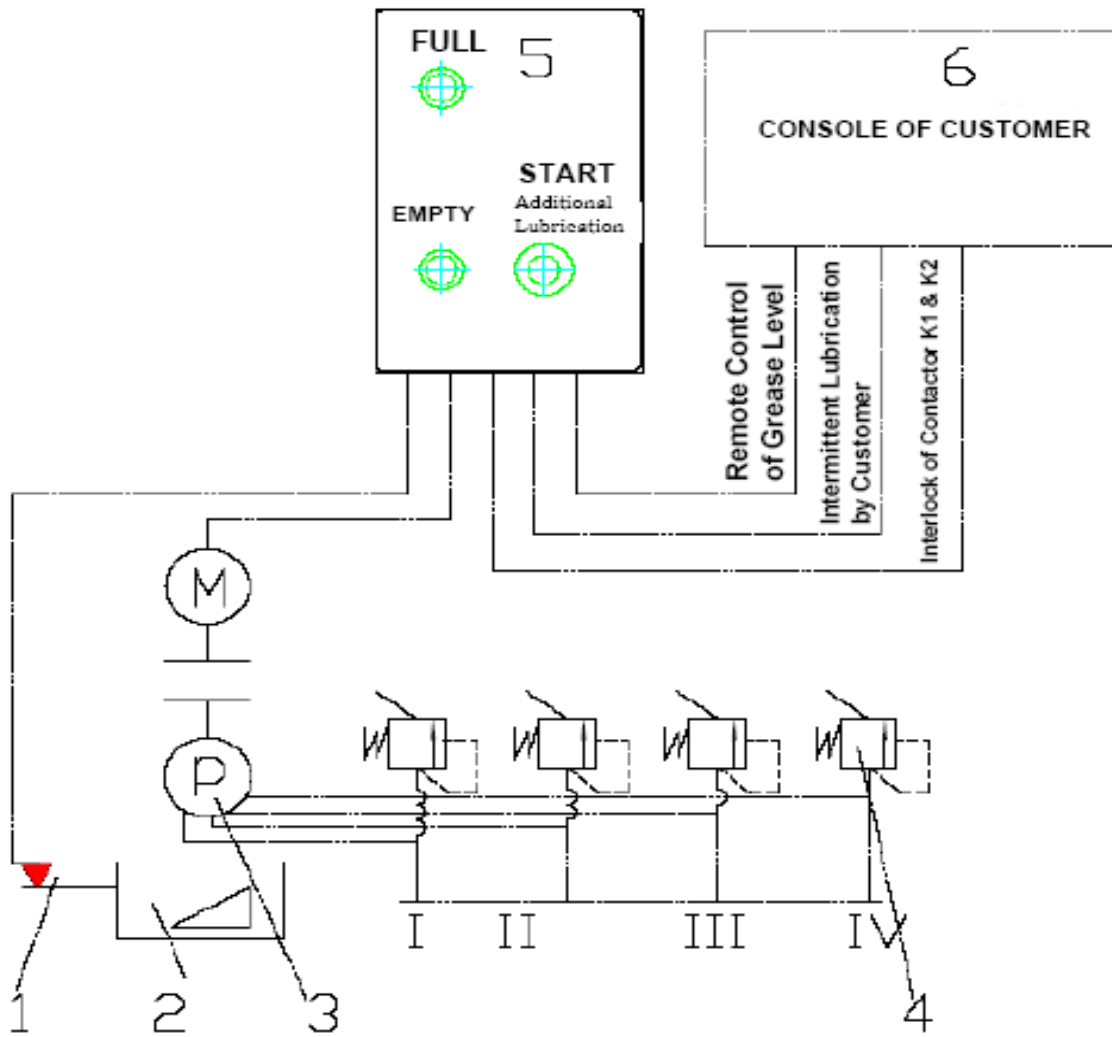 FULL
5
START
Additional
Lubrication
EMPTY
6
CONSOLE OF CUSTOMER
Remote Control
of Grease Level
Intermittent Lubrication
by Customer
Interlock of Contactor K1 & K2
M
P
I
II
III
IV
1
2
3
4